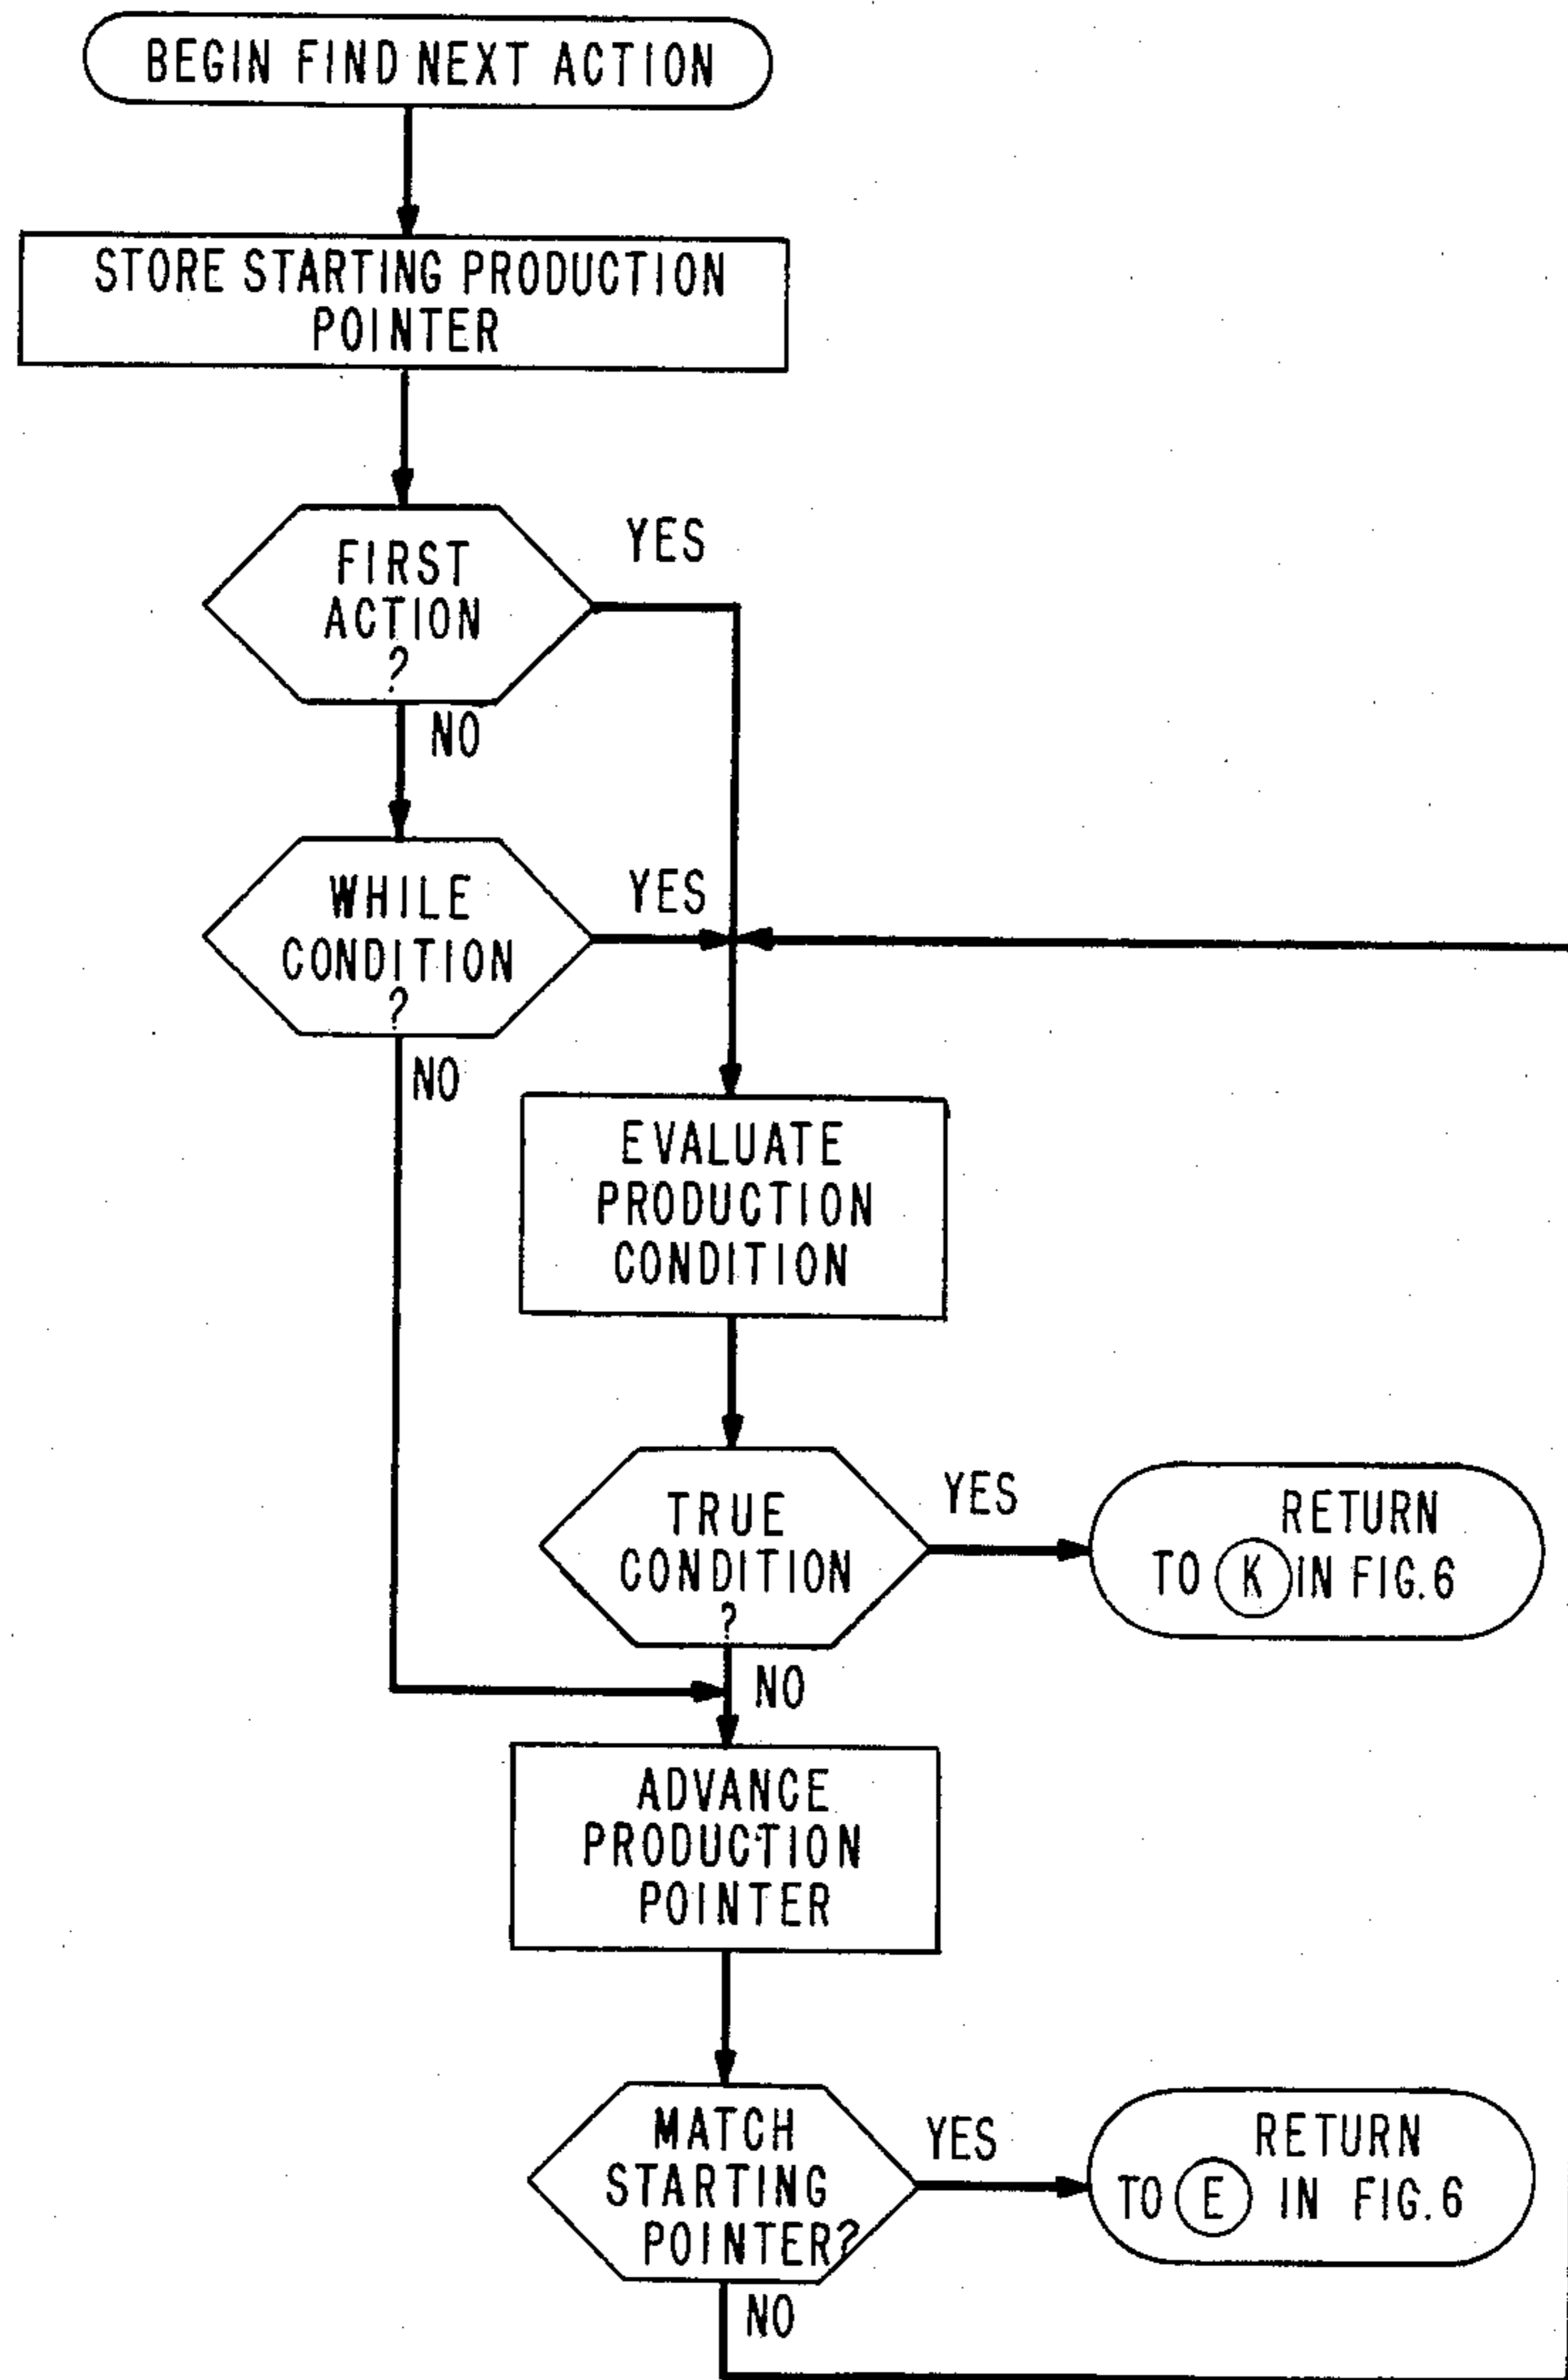 BEGIN FIND NEXT ACTION
STORE STARTING PRODUCTION
POINTER
FIRST
ACTION
?
YES
NO
WHILE
CONDITION
?
YES
NO
EVALUATE
PRODUCTION
CONDITION
TRUE
CONDITION
?
YES
RETURN
TO K IN FIG.6
NO
ADVANCE
PRODUCTION
POINTER
MATCH
STARTING
POINTER?
YES
RETURN
TO E IN FIG.6
NO